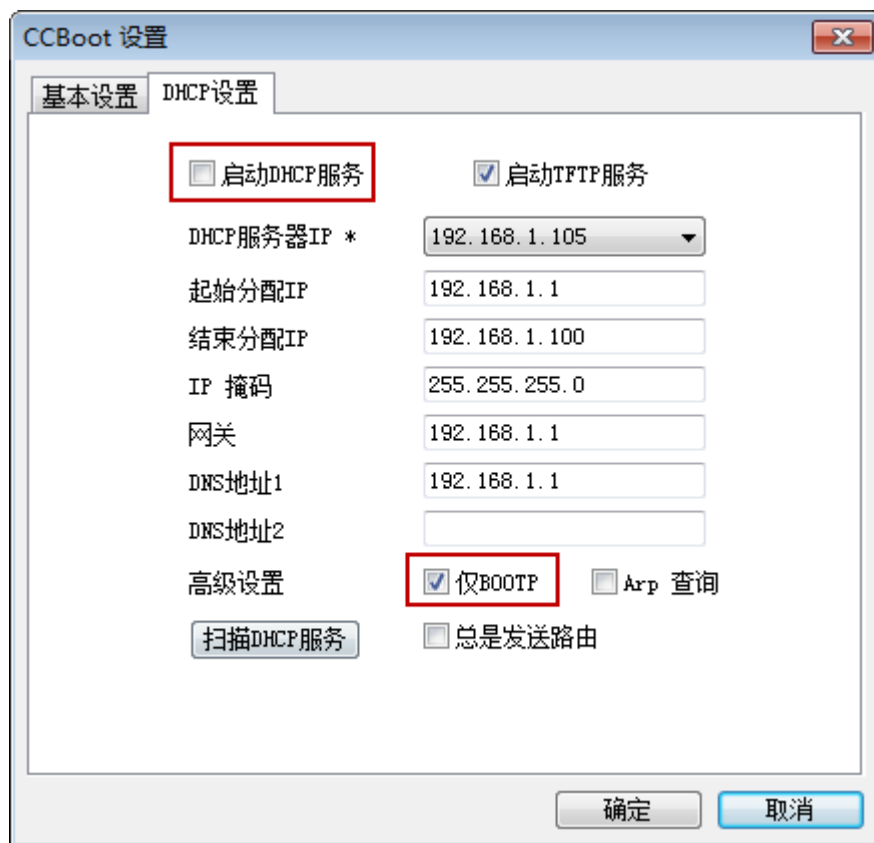 CCBoot 设置
基本设置 DHCP设置
启动DHCP服务 启动TFTP服务
DHCP服务器IP * 192.168.1.105
起始分配IP 192.168.1.1
结束分配IP 192.168.1.100
IP 掩码 255.255.255.0
网关 192.168.1.1
DNS地址1 192.168.1.1
DNS地址2
高级设置 仅BOOTP Arp 查询
扫描DHCP服务 总是发送路由
确定 取消